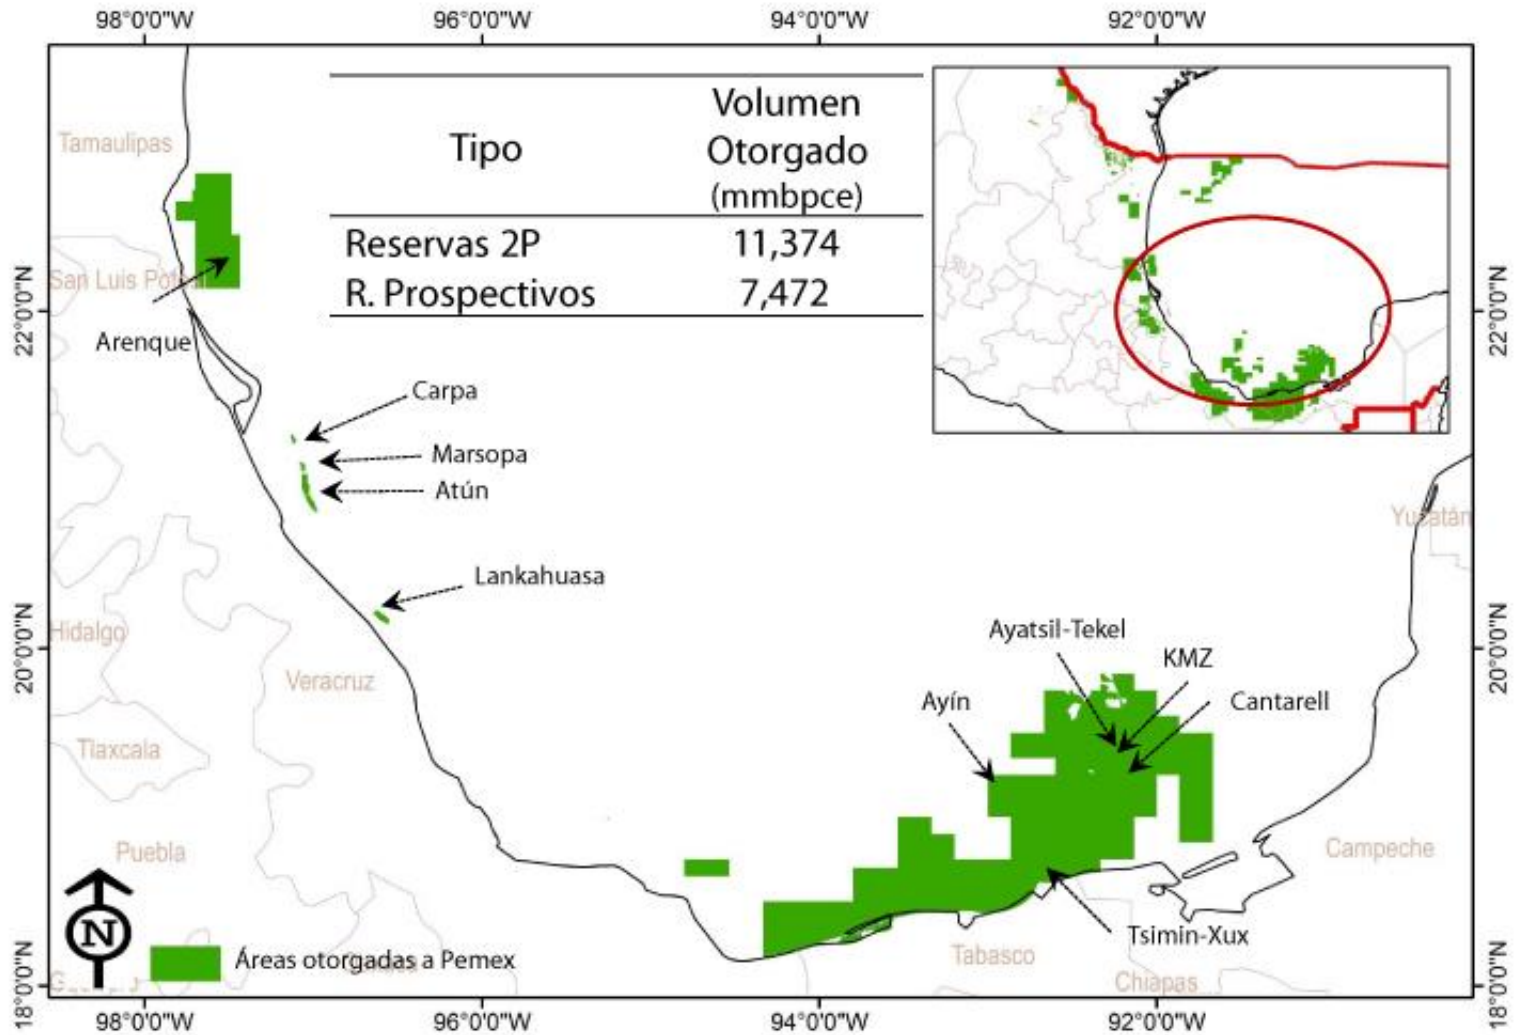 98°0'0"W 96°0'0"W 94°0'0"W 92°0'0"W
Tipo
Volumen
Otorgado
(mmbpce)
Reservas 2P 11,374
R. Prospectivos 7,472
Tamaulipas
San Luis
Arenque
22°0'0"N
22°0'0"N
Carpa
Marsopa
Atún
Yucatán
Lankahuasa
Hidalgo
20°0'0"N
20°0'0"N
Veracruz
Ayatsil-Tekel
KMZ
Ayín
Cantarell
Tlaxcala
Puebla
Campeche
N
Áreas otorgadas a Pemex
Tsimin-Xux
Tabasco
Chiapas
18°0'0"N
18°0'0"N
98°0'0"W 96°0'0"W 94°0'0"W 92°0'0"W